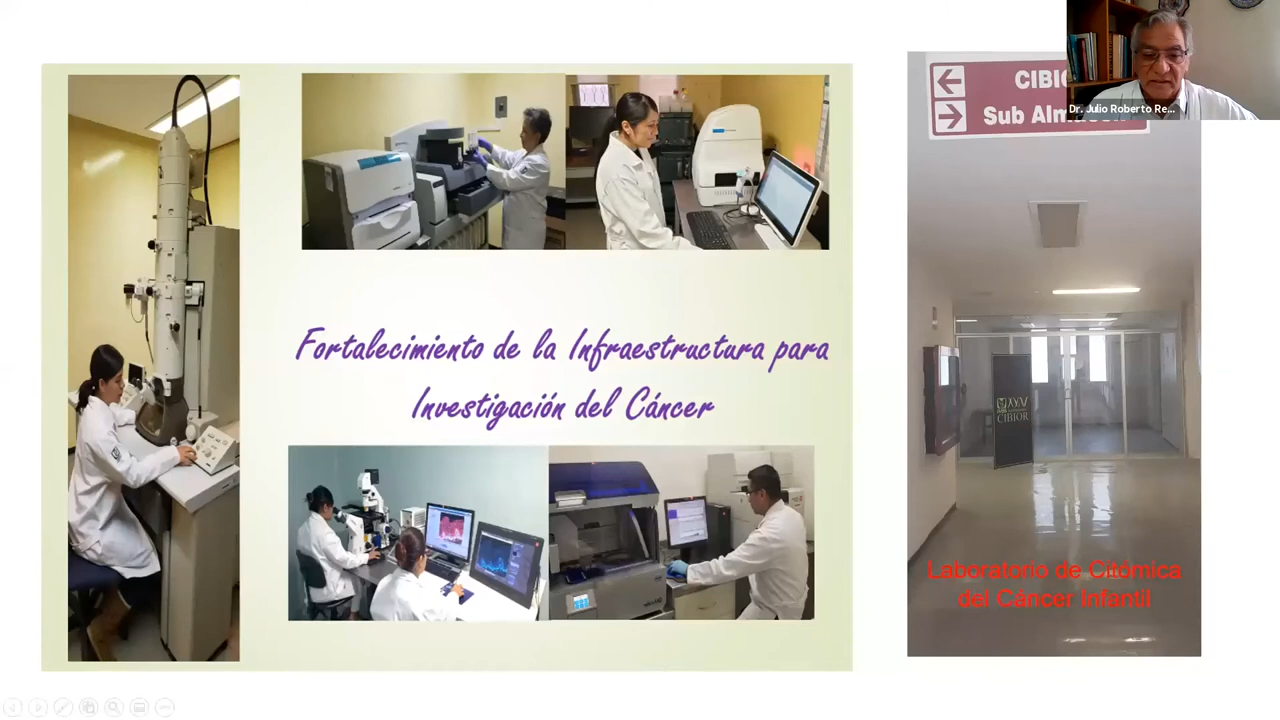 CIBIO
Sub Alm
Dr. Julio Roberto Re...
Fortalecimiento de la Infraestructura para
Investigación del Cáncer
CIBIOR
Laboratorio de Citómica
del Cáncer Infantil